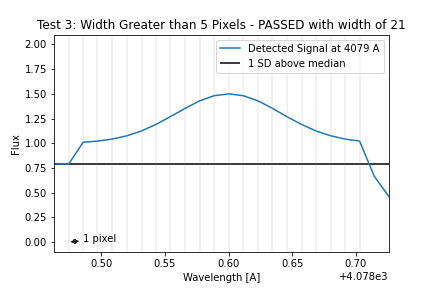 Test 3: Width Greater than 5 Pixels - PASSED with width of 21
2.00
1.75
1.50
1.25
1.00
0.75
0.50
0.25
0.00
Flux
Detected Signal at 4079 A
1 SD above median
1 pixel
0.50
0.55
0.60
0.65
0.70
Wavelength [A]
+4.078e3